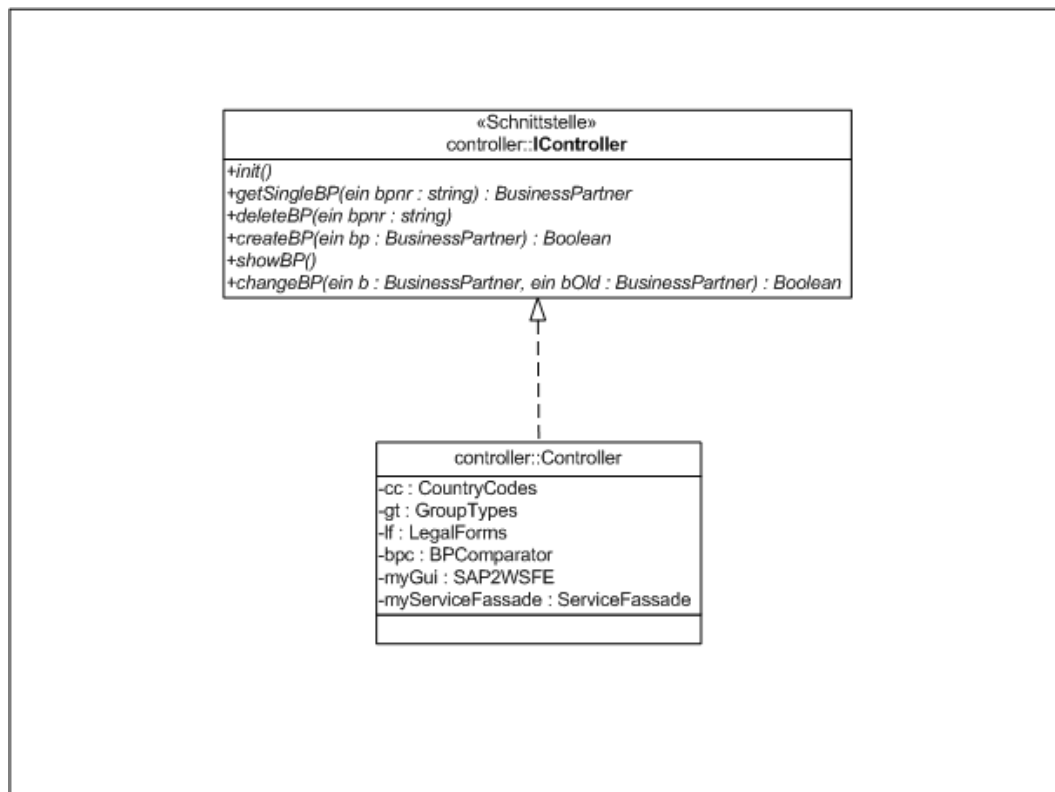 «Schnittstelle»
controller::IController
+init()
+getSingleBP(ein bpnr : string) : BusinessPartner
+deleteBP(ein bpnr : string)
+createBP(ein bp : BusinessPartner) : Boolean
+showBP()
+changeBP(ein b : BusinessPartner, ein bOld : BusinessPartner) : Boolean
controller::Controller
-cc : CountryCodes
-gt : GroupTypes
-lf : LegalForms
-bpc : BPComparator
-myGui : SAP2WSFE
-myServiceFassade : ServiceFassade